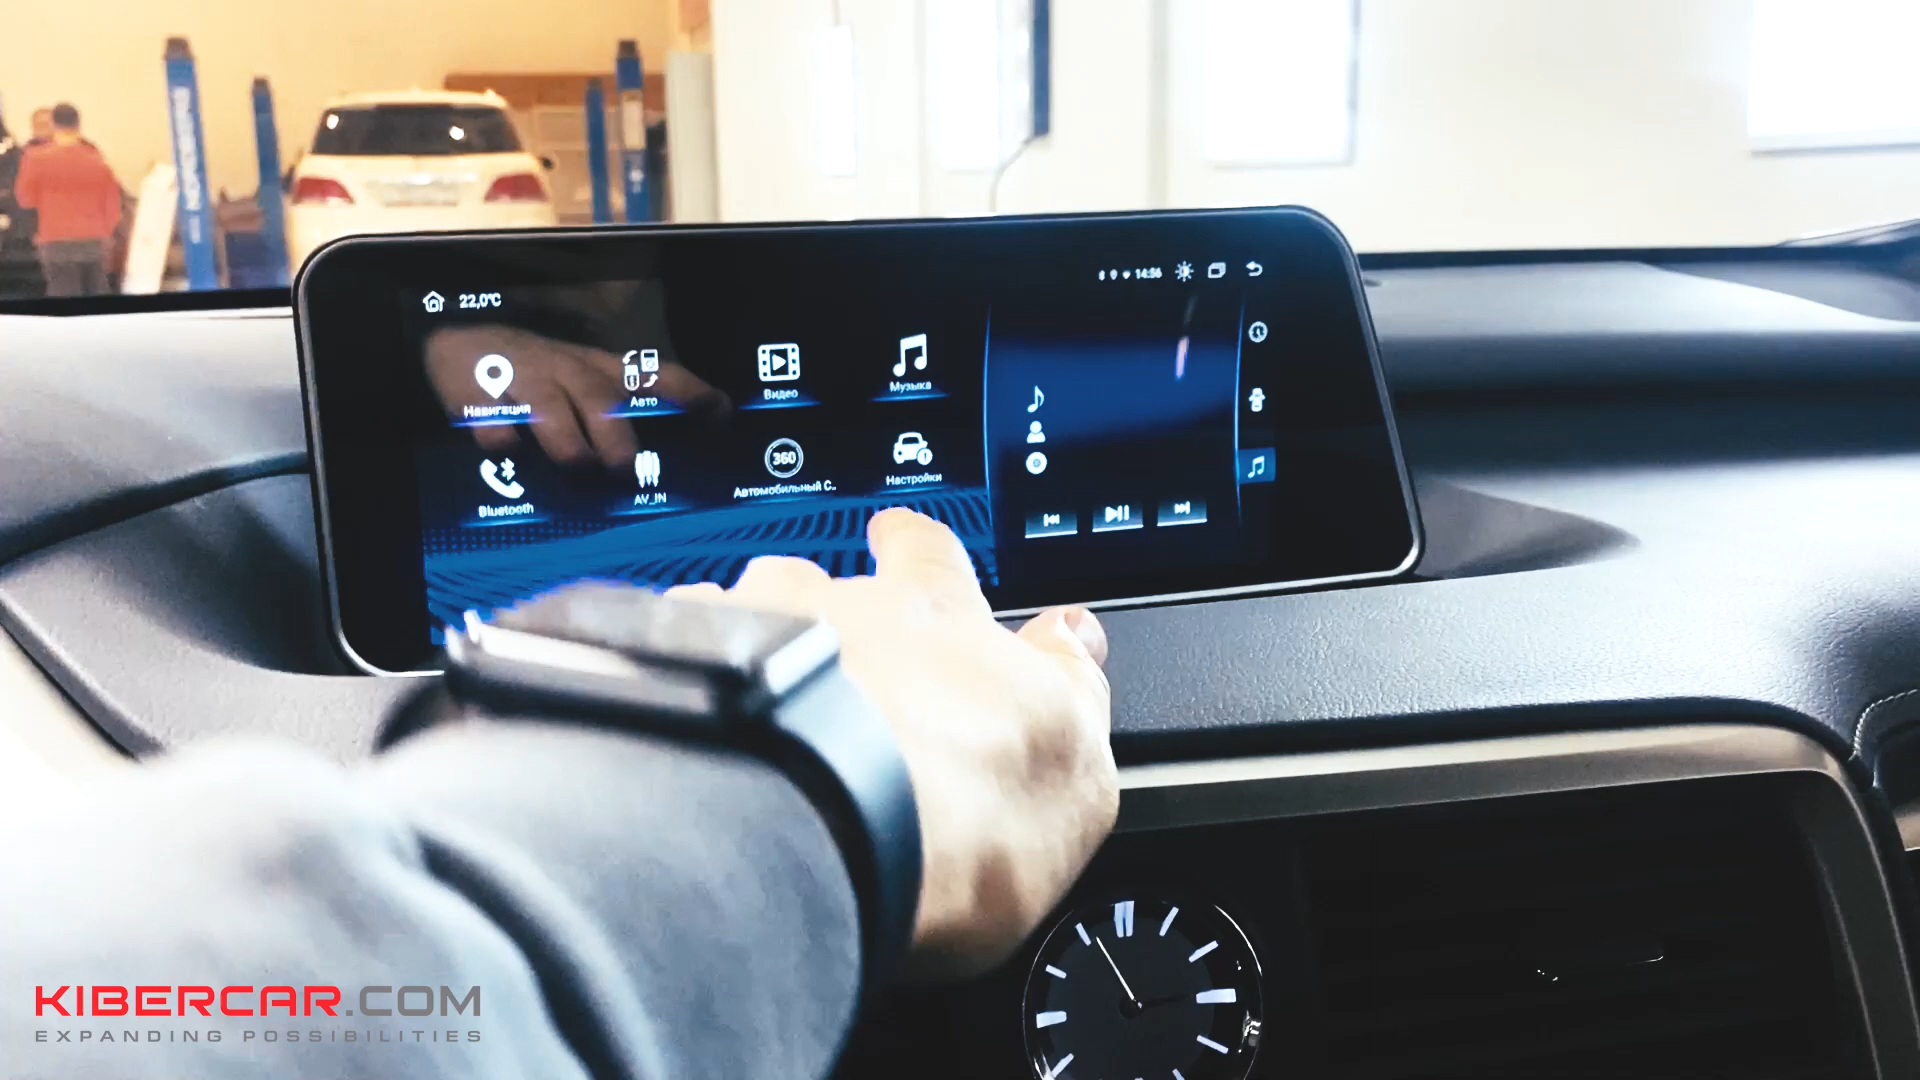 22,0°C
14:56
Навигация
Авто
Видео
Музыка
Bluetooth
AV_IN
360
Автомобильный С..
Настройки
KIBERCAR.COM
EXPANDING POSSIBILITIES